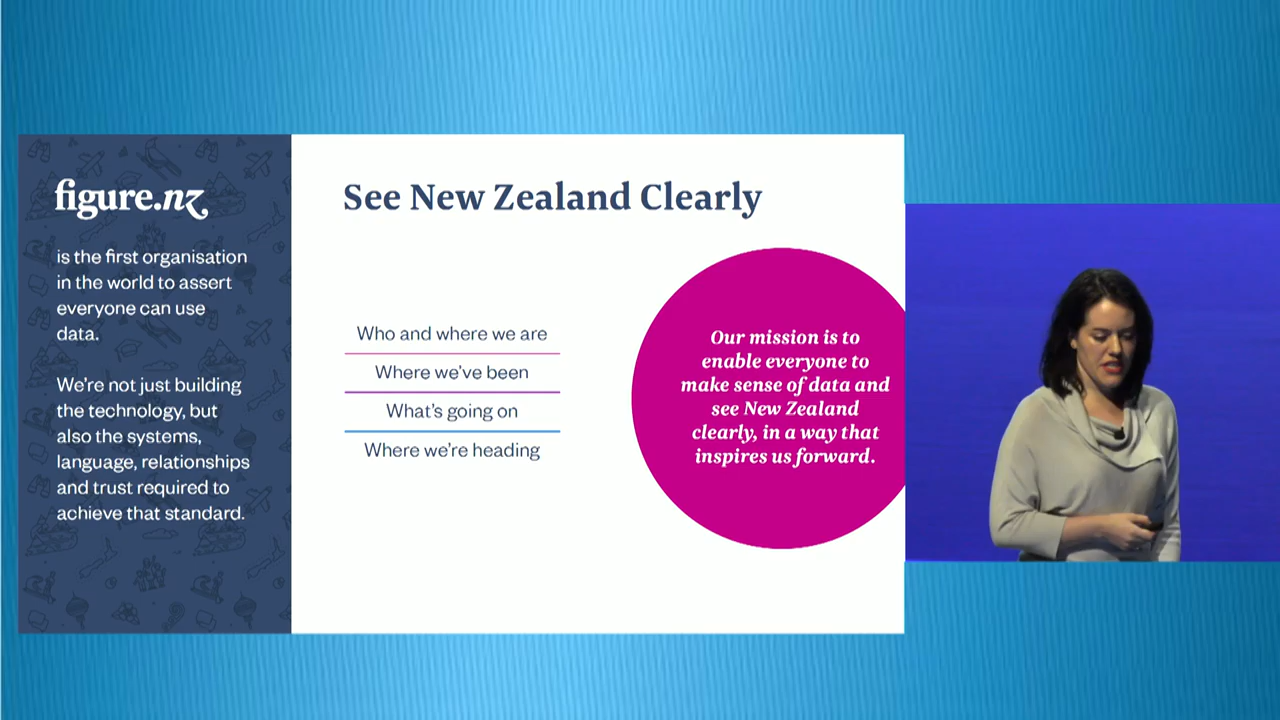 figure.nz
is the first organisation
in the world to assert
everyone can use
data.
We're not just building
the technology, but
also the systems,
language, relationships
and trust required to
achieve that standard.
See New Zealand Clearly
Who and where we are
Where we've been
What's going on
Where we're heading
Our mission is to
enable everyone to
make sense of data and
see New Zealand
clearly, in a way that
inspires us forward.